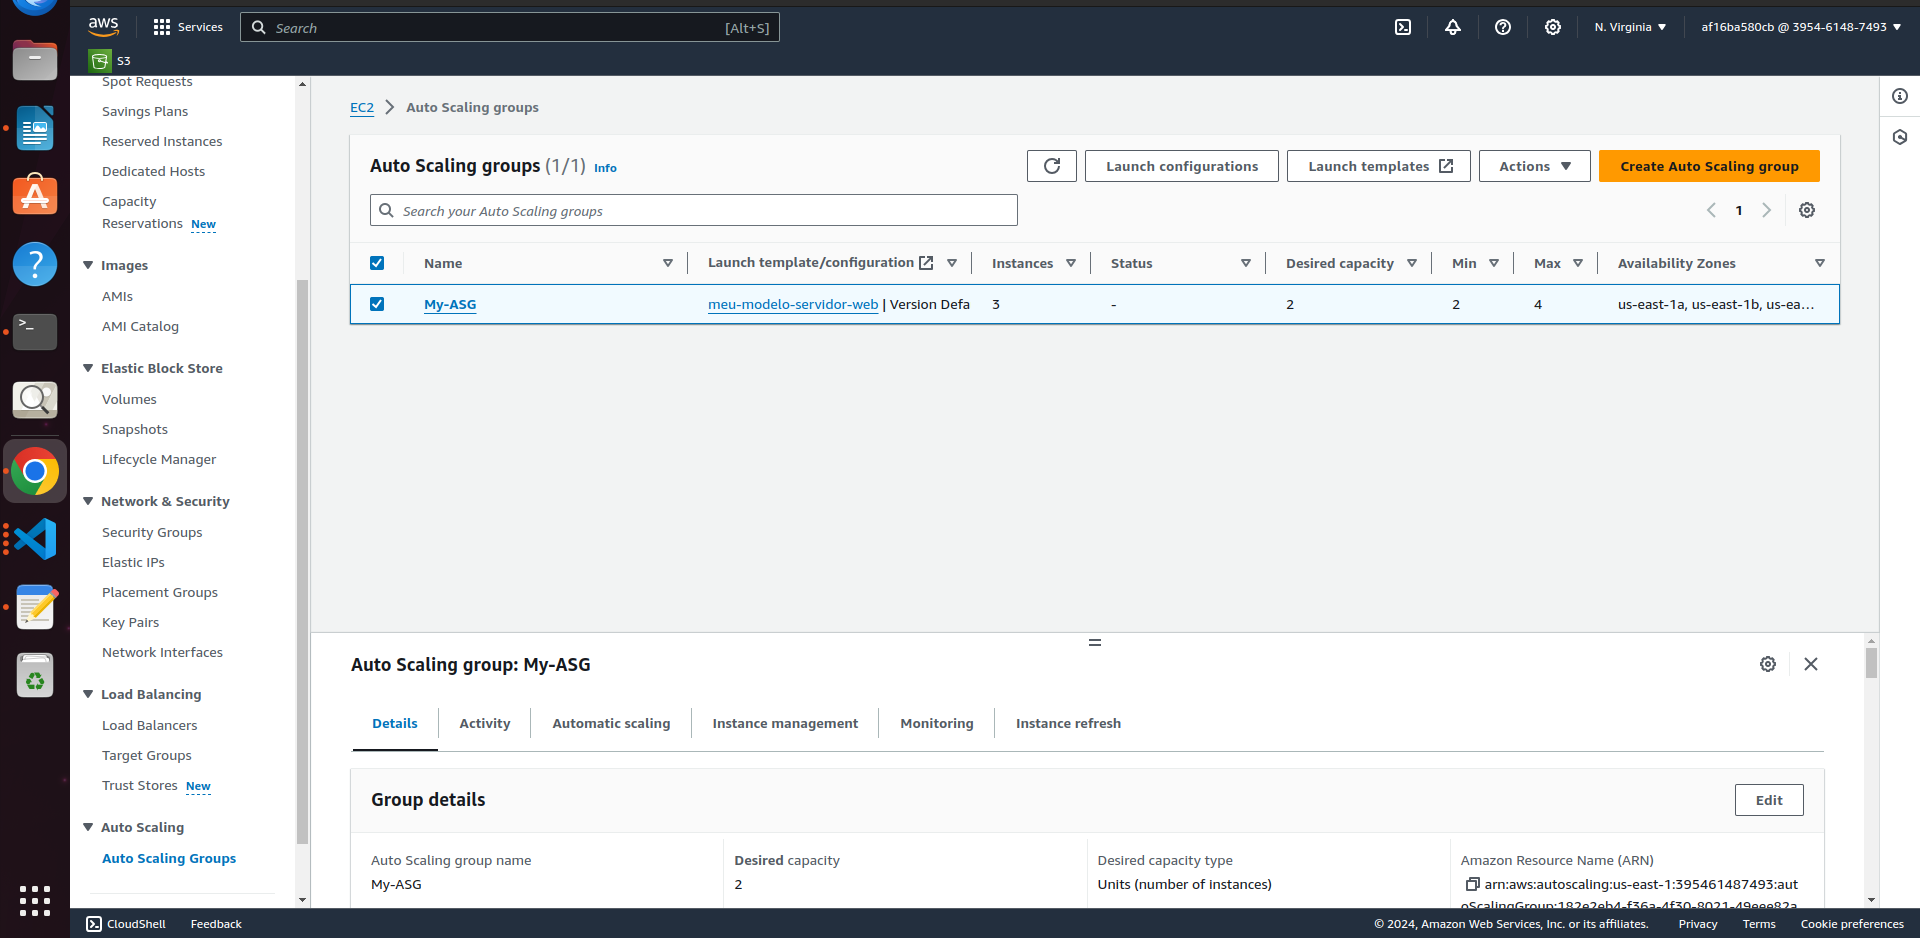 aws
Services
Search
[Alt+S]
N. Virginia
af16ba580cb @ 3954-6148-7493
S3
Spot Requests
Savings Plans
Reserved Instances
Dedicated Hosts
Capacity
Reservations New
Images
AMIs
AMI Catalog
Elastic Block Store
Volumes
Snapshots
Lifecycle Manager
Network & Security
Security Groups
Elastic IPs
Placement Groups
Key Pairs
Network Interfaces
Load Balancing
Load Balancers
Target Groups
Trust Stores New
Auto Scaling
Auto Scaling Groups
EC2 > Auto Scaling groups
Auto Scaling groups (1/1) Info
Launch configurations
Launch templates
Actions
Create Auto Scaling group
Search your Auto Scaling groups
1
Name Launch template/configuration Instances Status Desired capacity Min Max Availability Zones
My-ASG meu-modelo-servidor-web | Version Defa 3 - 2 2 4 us-east-1a, us-east-1b, us-ea...
Auto Scaling group: My-ASG
Details Activity Automatic scaling Instance management Monitoring Instance refresh
Group details
Edit
Auto Scaling group name
My-ASG
Desired capacity
2
Desired capacity type
Units (number of instances)
Amazon Resource Name (ARN)
arn:aws:autoscaling:us-east-1:395461487493:aut
oScalingGroup:182e2eb4-f36a-4f30-8021-49eee82a
CloudShell
Feedback
© 2024, Amazon Web Services, Inc. or its affiliates.
Privacy
Terms
Cookie preferences